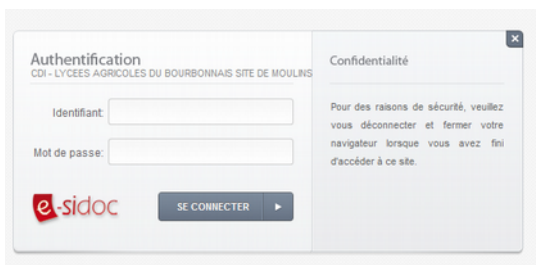 Authentification
CDI - LYCEES AGRICOLES DU BOURBONNAIS SITE DE MOULINS
Identifiant:
Mot de passe:
e-sidoc
SE CONNECTER
Confidentialité
Pour des raisons de sécurité, veuillez
vous déconnecter et fermer votre
navigateur lorsque vous avez fini
d'accéder à ce site.